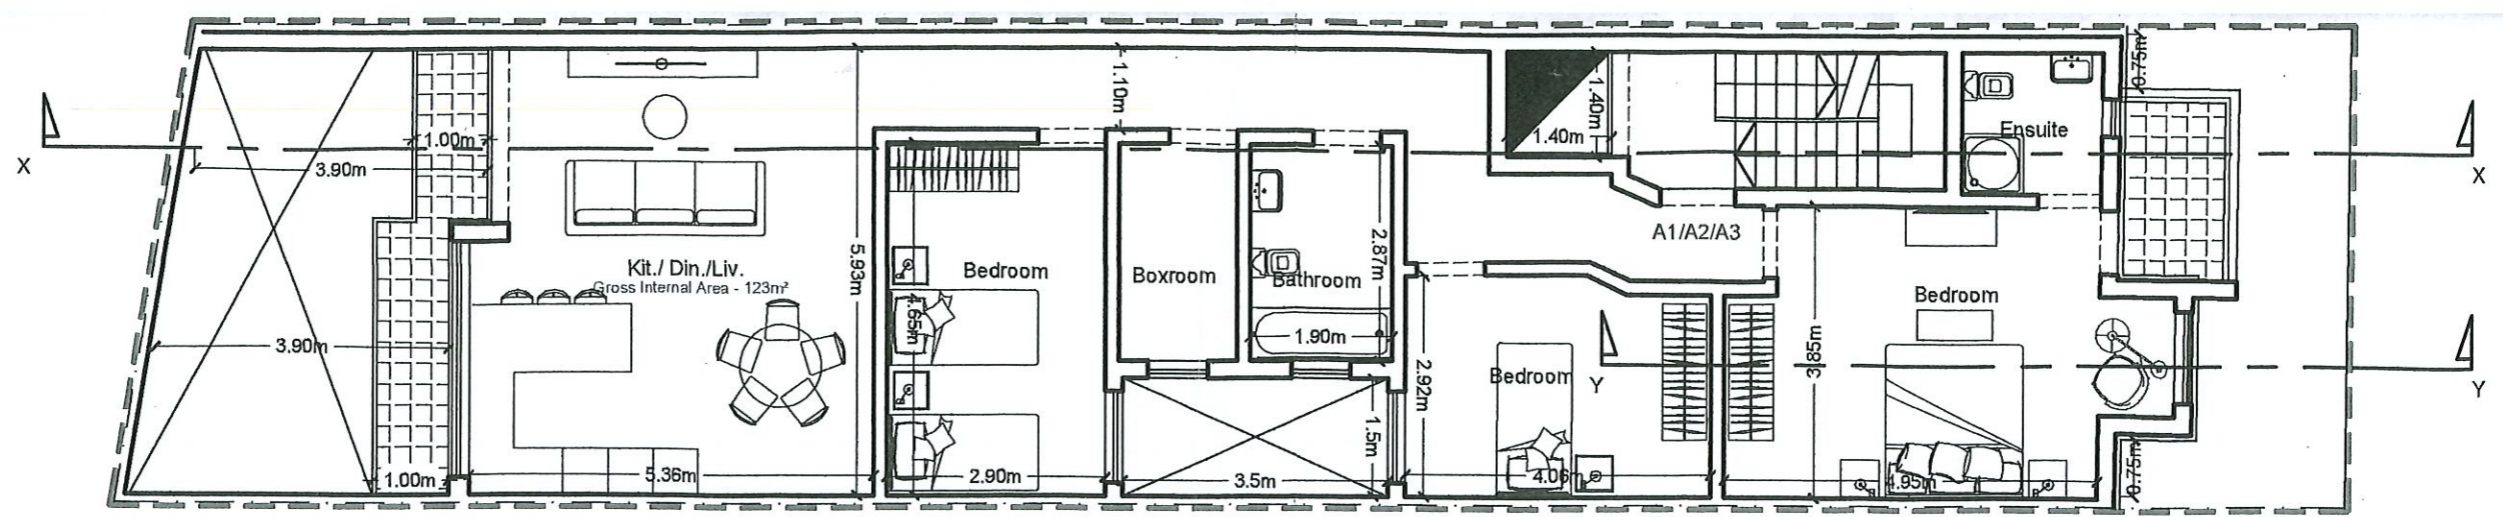 0.75m
1.10m
1.40m
1.40m
1.00m
3.90m
X
X
Ensuite
A1/A2/A3
5.93m
2.87m
Kit./ Din./Liv.
Gross Internal Area - 123m²
Bedroom
Boxroom
Bathroom
Bedroom
3.90m
4.65m
1.90m
2.92m
Bedroom
Y
3.85m
Y
1.00m
5.36m
2.90m
3.5m
1.5m
4.06m
4.95m
0.75m